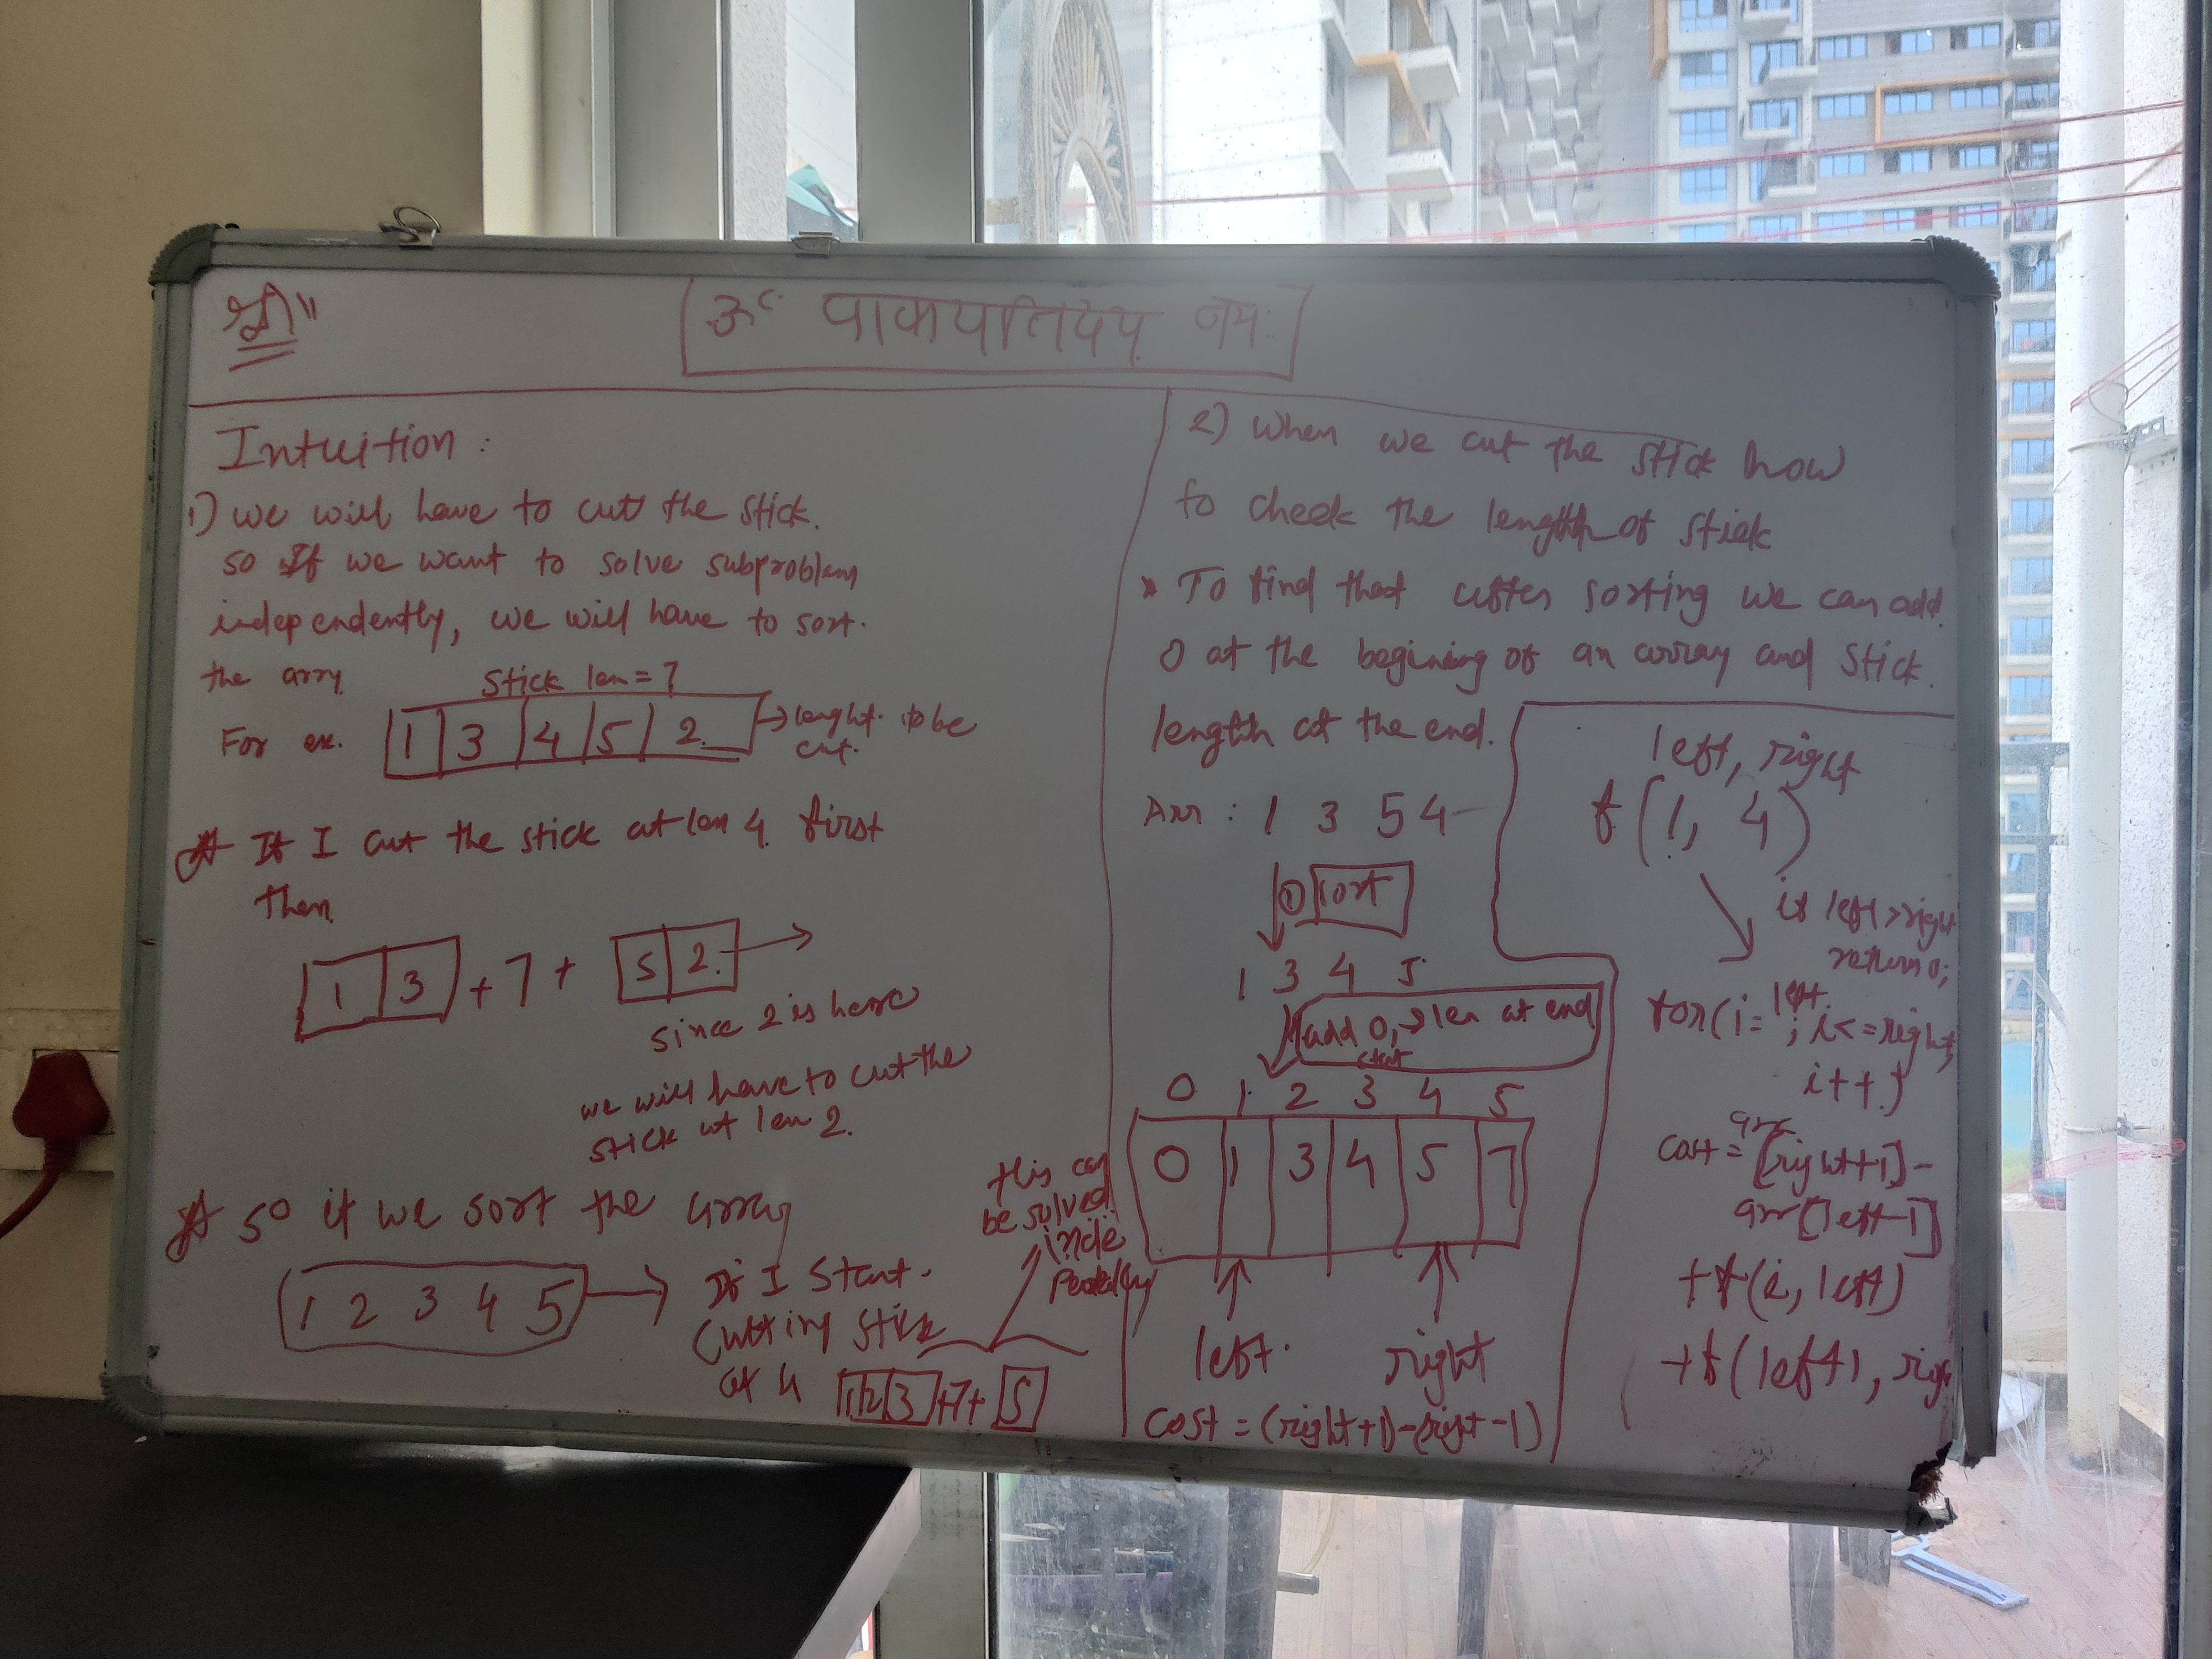 श्री॥
ॐ
नमः
Intuition :
1) we will have to cut the stick.
so If we want to solve subproblem
independently, we will have to sort.
the arry
Stick len = 7
For ex. 1 3 4 5 2 → lenght to be
cut.
If I cut the stick at len 4 first
then
1 3 + 7 + 5 2 →
since 2 is here
we will have to cut the
stick at len 2.
so if we sort the array
1 2 3 4 5 → If I start
cutting stick
at 4 1 2 3 +7+ 5
this can
be solved
inde
2) When we cut the stick how
to check the length of stick
* To find that after sorting we can add
0 at the begining of an array and stick.
length at the end.
Arr : 1 3 5 4
① sort
1 3 4 5
add 0, → len at end
start
0 1 2 3 4 5
0 1 3 4 5 7
left right
cost = (right+1)-(right-1)
left, right
f(1, 4)
if left>right
return 0;
for(i=left; i<=right;
i++)
cost = arr[right+1]-
arr[left-1]
+f(i, left)
+f(left+1,